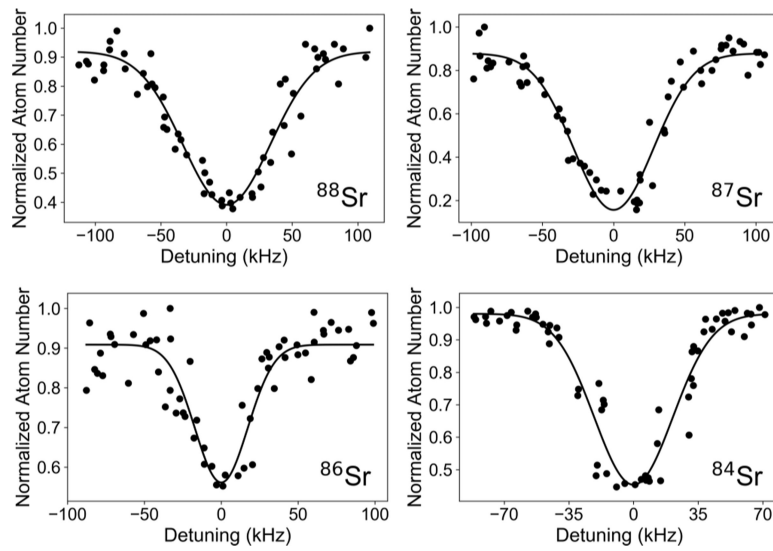 Normalized Atom Number
1.0
0.9
0.8
0.7
0.6
0.5
0.4
⁸⁸Sr
−100 −50 0 50 100
Detuning (kHz)
Normalized Atom Number
1.0
0.8
0.6
0.4
0.2
⁸⁷Sr
−100 −50 0 50 100
Detuning (kHz)
Normalized Atom Number
1.0
0.9
0.8
0.7
0.6
⁸⁶Sr
−100 −50 0 50 100
Detuning (kHz)
Normalized Atom Number
1.0
0.9
0.8
0.7
0.6
0.5
⁸⁴Sr
−70 −35 0 35 70
Detuning (kHz)